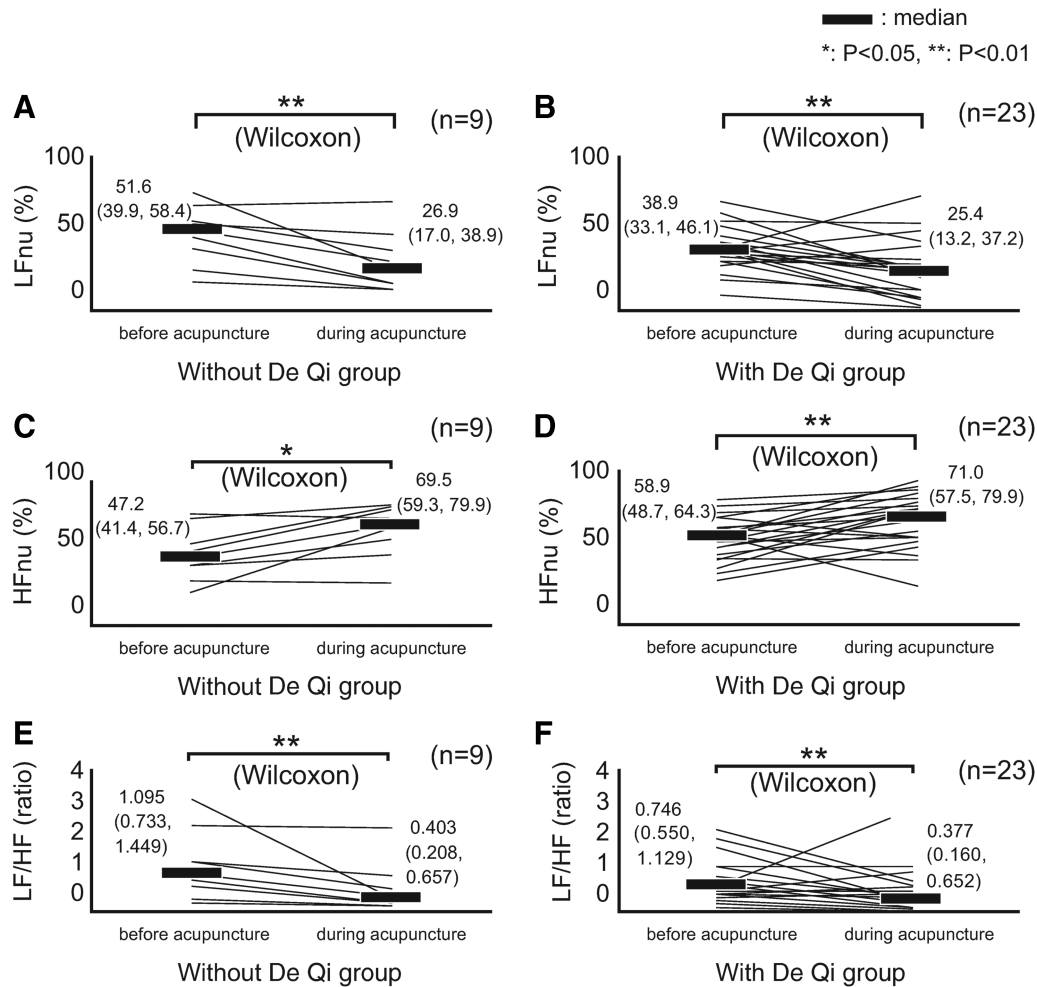 : median
*: P<0.05, **: P<0.01
A
**
(Wilcoxon)
(n=9)
LFnu (%)
100
50
0
51.6
(39.9, 58.4)
26.9
(17.0, 38.9)
before acupuncture
during acupuncture
Without De Qi group
B
**
(Wilcoxon)
(n=23)
LFnu (%)
100
50
0
38.9
(33.1, 46.1)
25.4
(13.2, 37.2)
before acupuncture
during acupuncture
With De Qi group
C
*
(Wilcoxon)
(n=9)
HFnu (%)
100
50
0
47.2
(41.4, 56.7)
69.5
(59.3, 79.9)
before acupuncture
during acupuncture
Without De Qi group
D
**
(Wilcoxon)
(n=23)
HFnu (%)
100
50
0
58.9
(48.7, 64.3)
71.0
(57.5, 79.9)
before acupuncture
during acupuncture
With De Qi group
E
**
(Wilcoxon)
(n=9)
LF/HF (ratio)
4
3
2
1
0
1.095
(0.733,
1.449)
0.403
(0.208,
0.657)
before acupuncture
during acupuncture
Without De Qi group
F
**
(Wilcoxon)
(n=23)
LF/HF (ratio)
4
3
2
1
0
0.746
(0.550,
1.129)
0.377
(0.160,
0.652)
before acupuncture
during acupuncture
With De Qi group